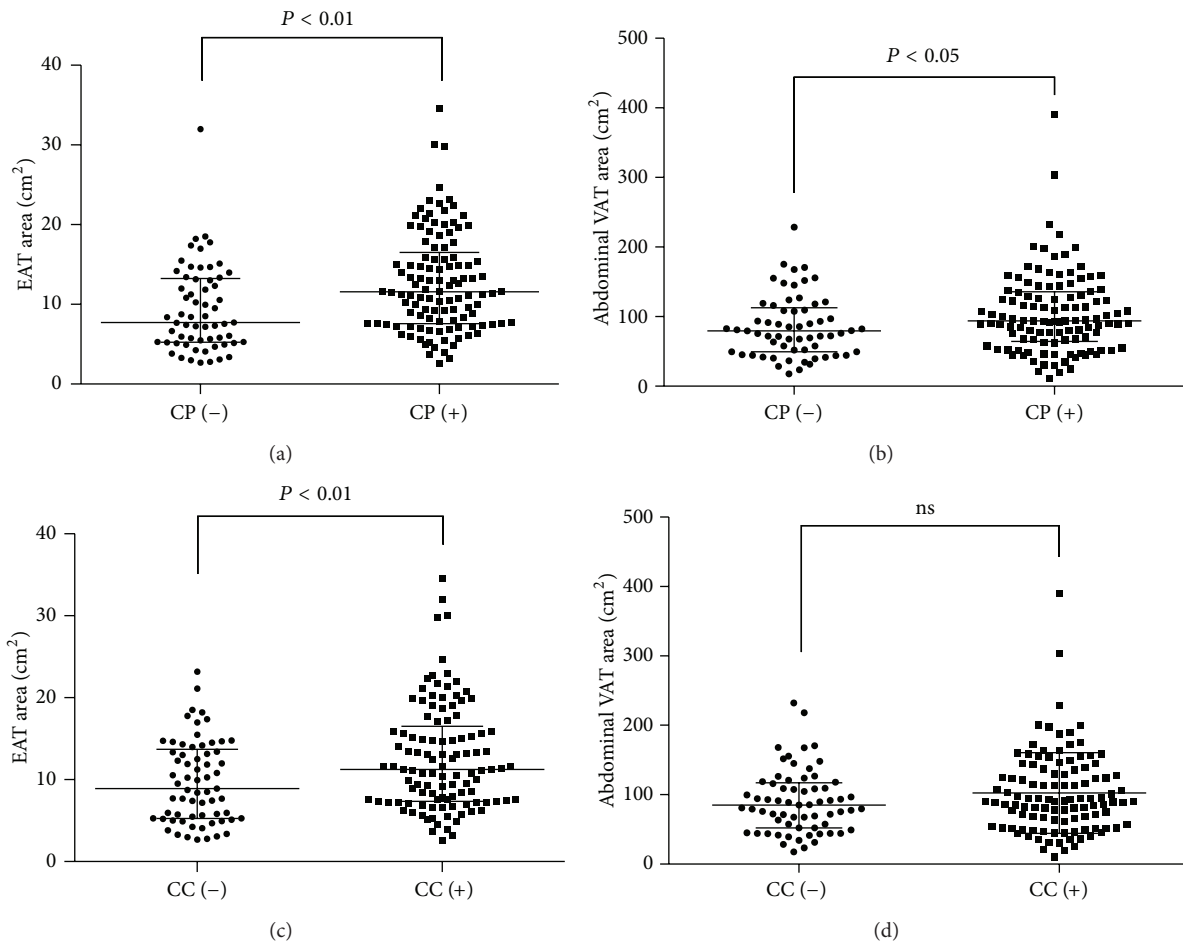 P < 0.01
EAT area (cm²)
40
30
20
10
0
CP (−)
CP (+)
(a)
P < 0.05
Abdominal VAT area (cm²)
500
400
300
200
100
0
CP (−)
CP (+)
(b)
P < 0.01
EAT area (cm²)
40
30
20
10
0
CC (−)
CC (+)
(c)
ns
Abdominal VAT area (cm²)
500
400
300
200
100
0
CC (−)
CC (+)
(d)